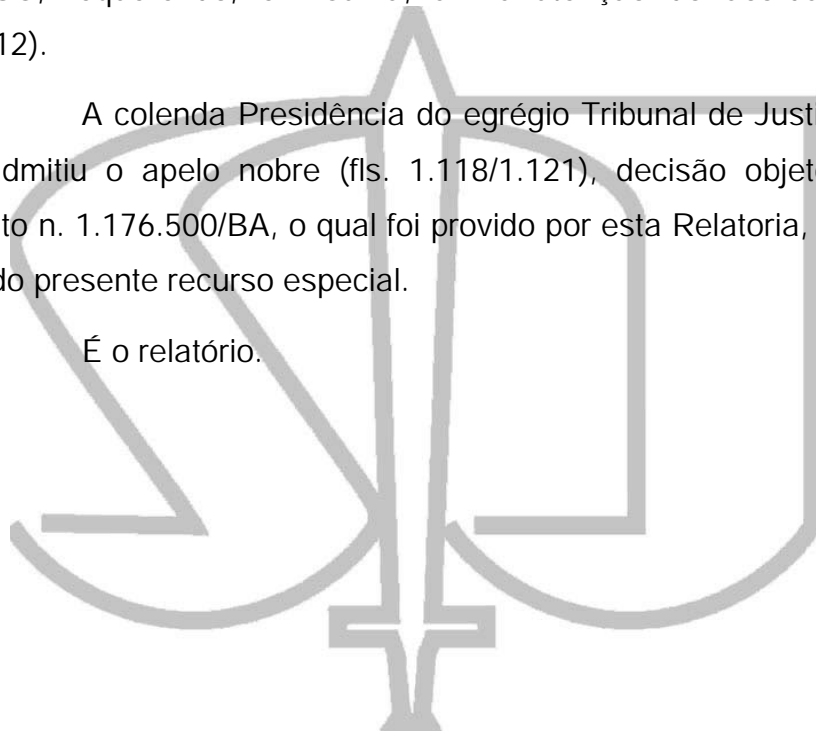 12).
A colenda Presidência do egrégio Tribunal de Justi
dmitiu o apelo nobre (fls. 1.118/1.121), decisão objet
to n. 1.176.500/BA, o qual foi provido por esta Relatoria,
do presente recurso especial.
É o relatório.